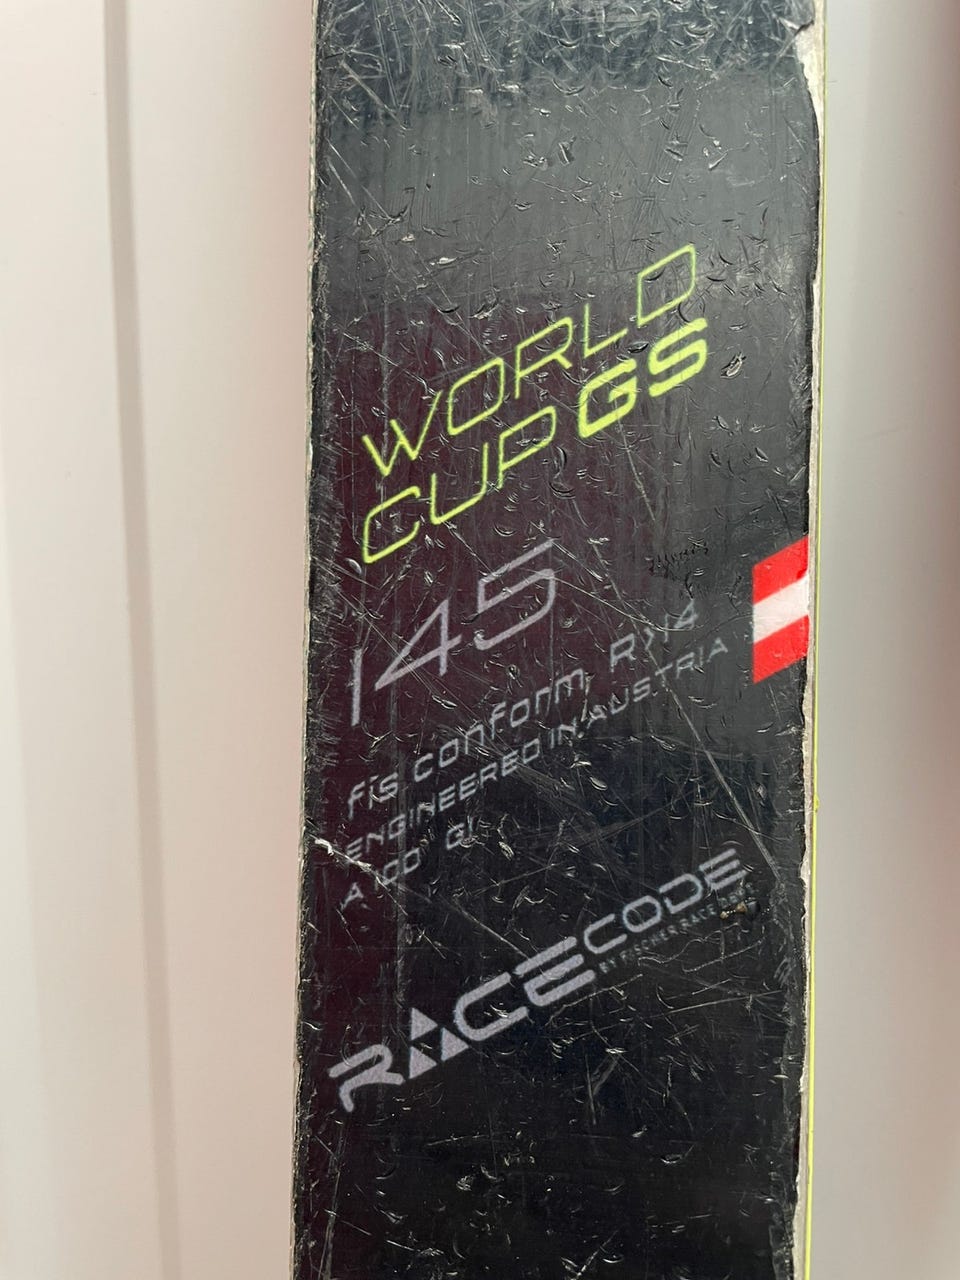 WORLD
CUP GS
145
fis conform R>14
ENGINEERED IN AUSTRIA
RACECODE
BY FISCHER RACE DEPT